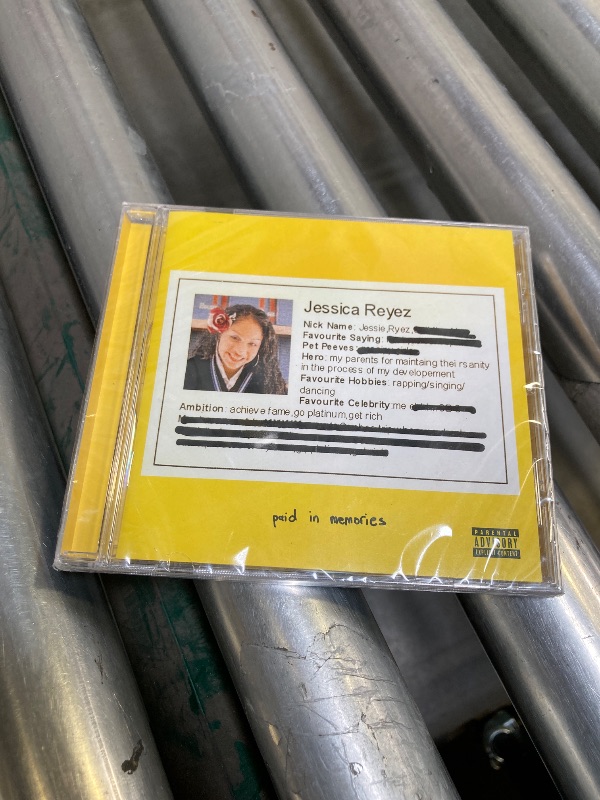 Jessica Reyez
Nick Name: Jessie,Ryez,
Favourite Saying:
Pet Peeves:
Hero: my parents for maintaing thei rsanity
in the process of my developement
Favourite Hobbies: rapping/singing/
dancing
Favourite Celebrity:me
Ambition: achieve fame,go platinum,get rich
paid in memories
PARENTAL
ADVISORY
EXPLICIT CONTENT